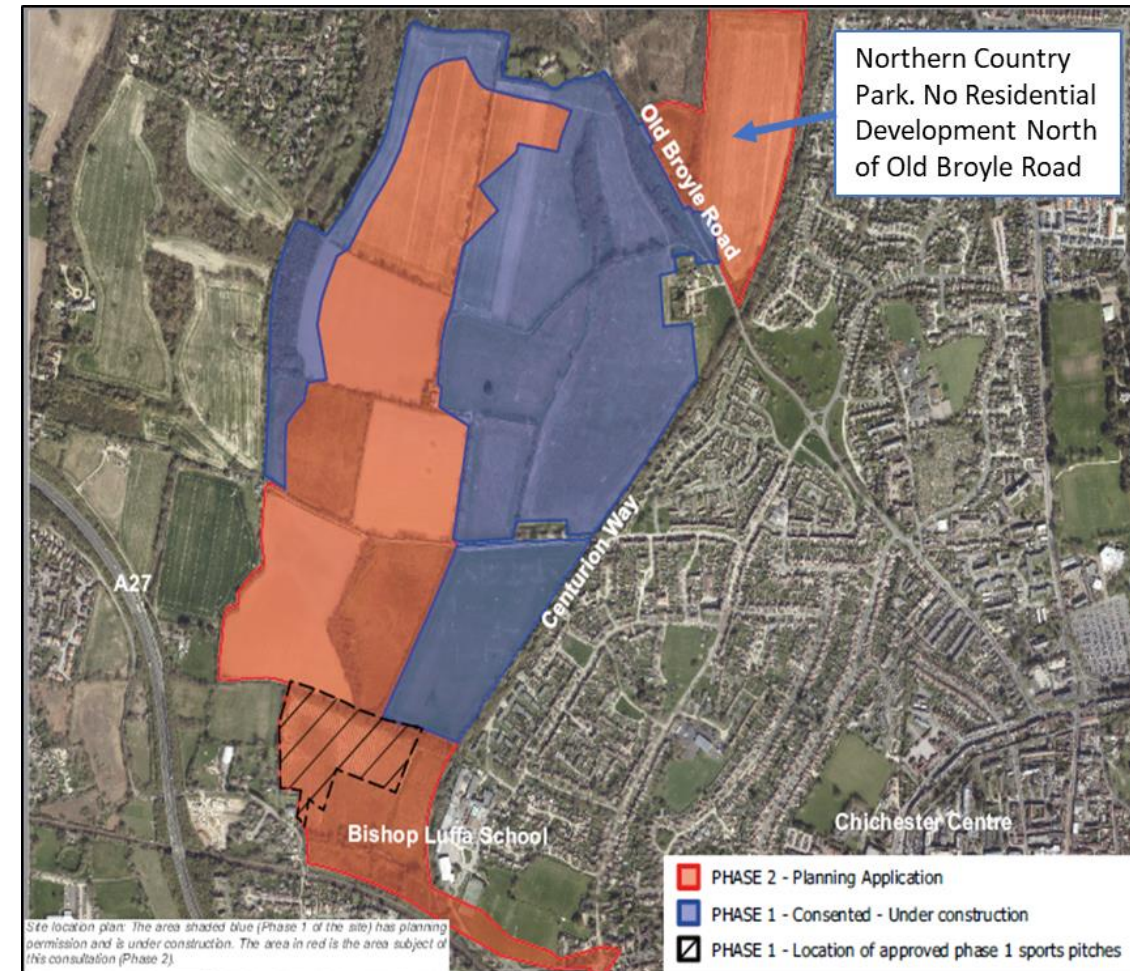 Northern Country
Park. No Residential
Development North
of Old Broyle Road
Old Broyle Road
Centurion Way
A27
Bishop Luffa School
Chichester Centre
PHASE 2 - Planning Application
PHASE 1 - Consented - Under construction
PHASE 1 - Location of approved phase 1 sports pitches
Site location plan: The area shaded blue (Phase 1 of the site) has planning
permission and is under construction. The area in red is the area subject of
this consultation (Phase 2).